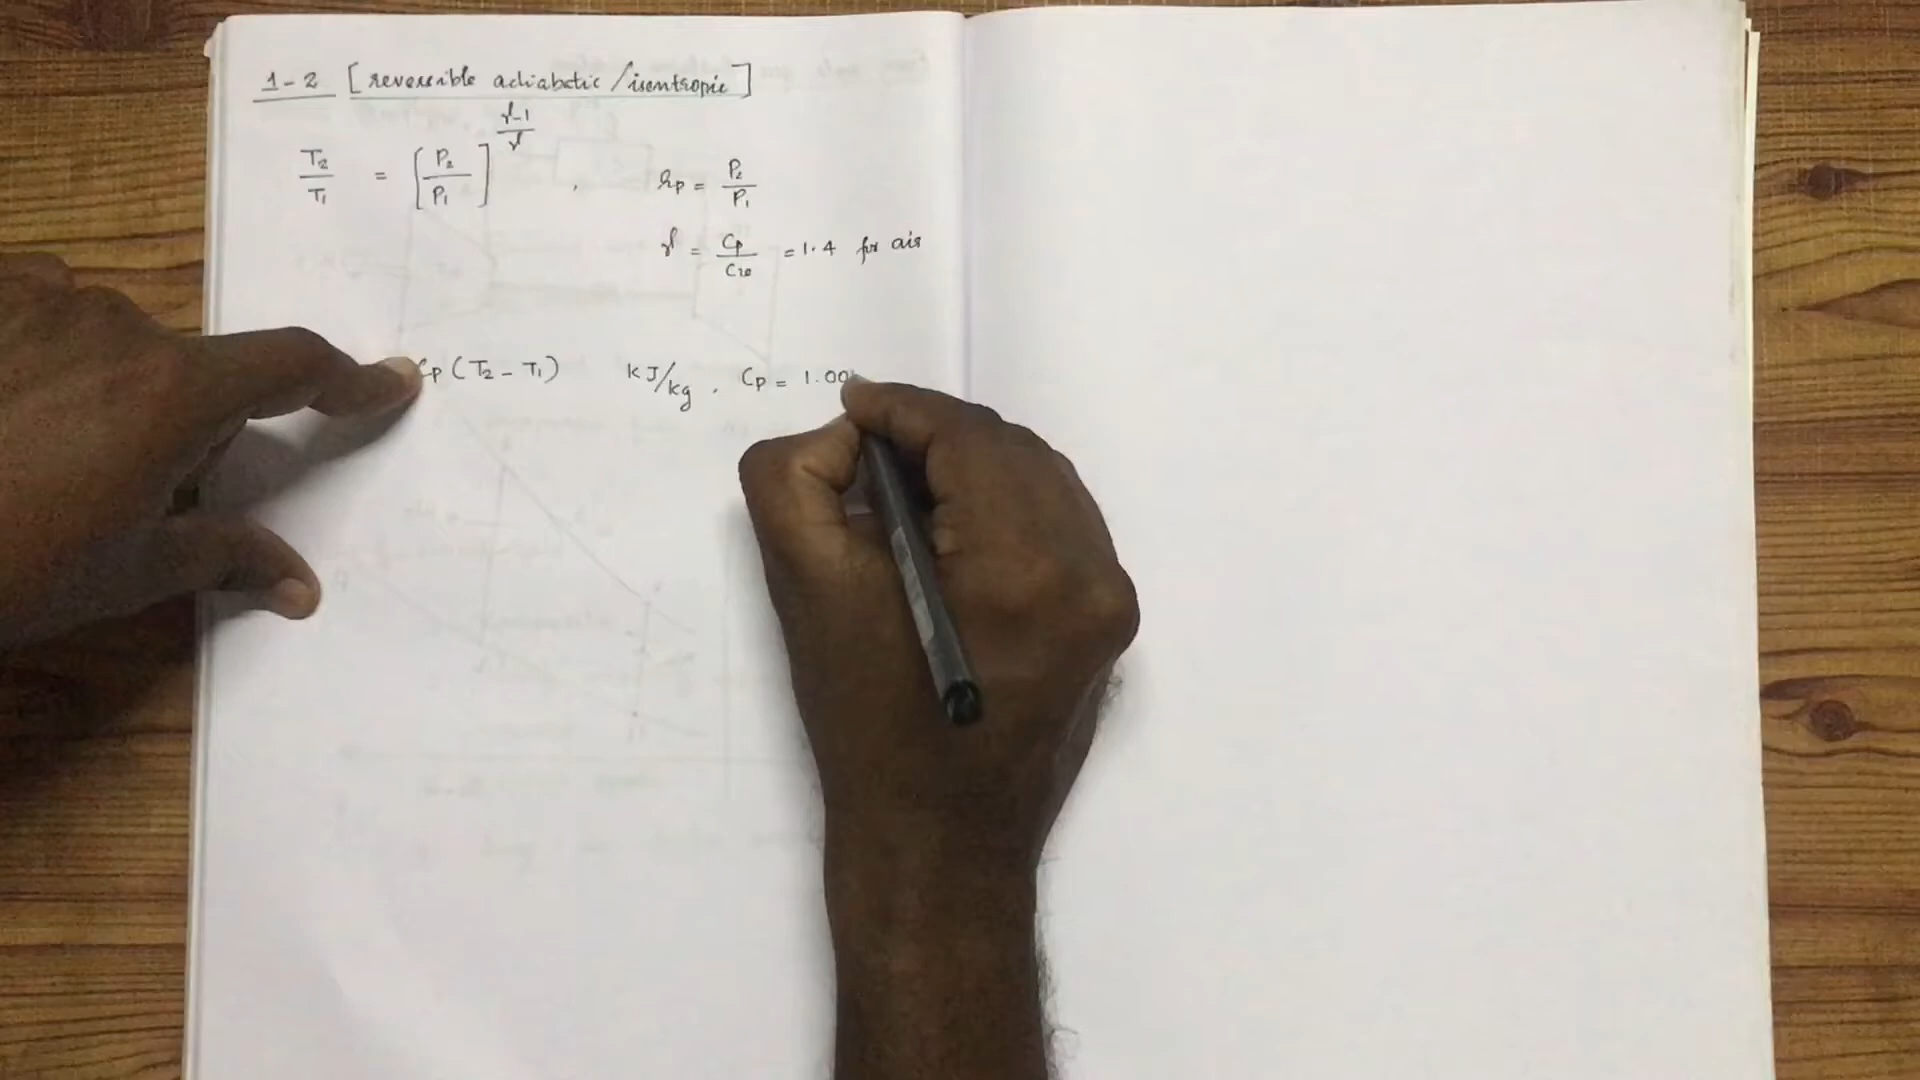 1-2 [reversible adiabatic/isentropic]
T2/T1 = [P2/P1]^(γ-1)/γ , rp = P2/P1
γ = Cp/Cv = 1.4 for air
Cp (T2 - T1) kJ/kg , Cp = 1.00